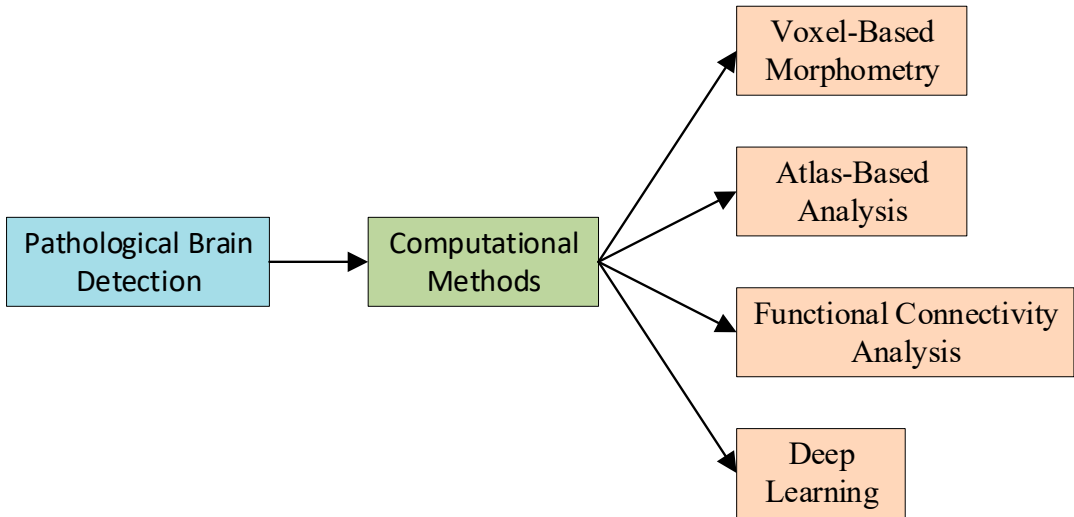 Pathological Brain
Detection
Computational
Methods
Voxel-Based
Morphometry
Atlas-Based
Analysis
Functional Connectivity
Analysis
Deep
Learning